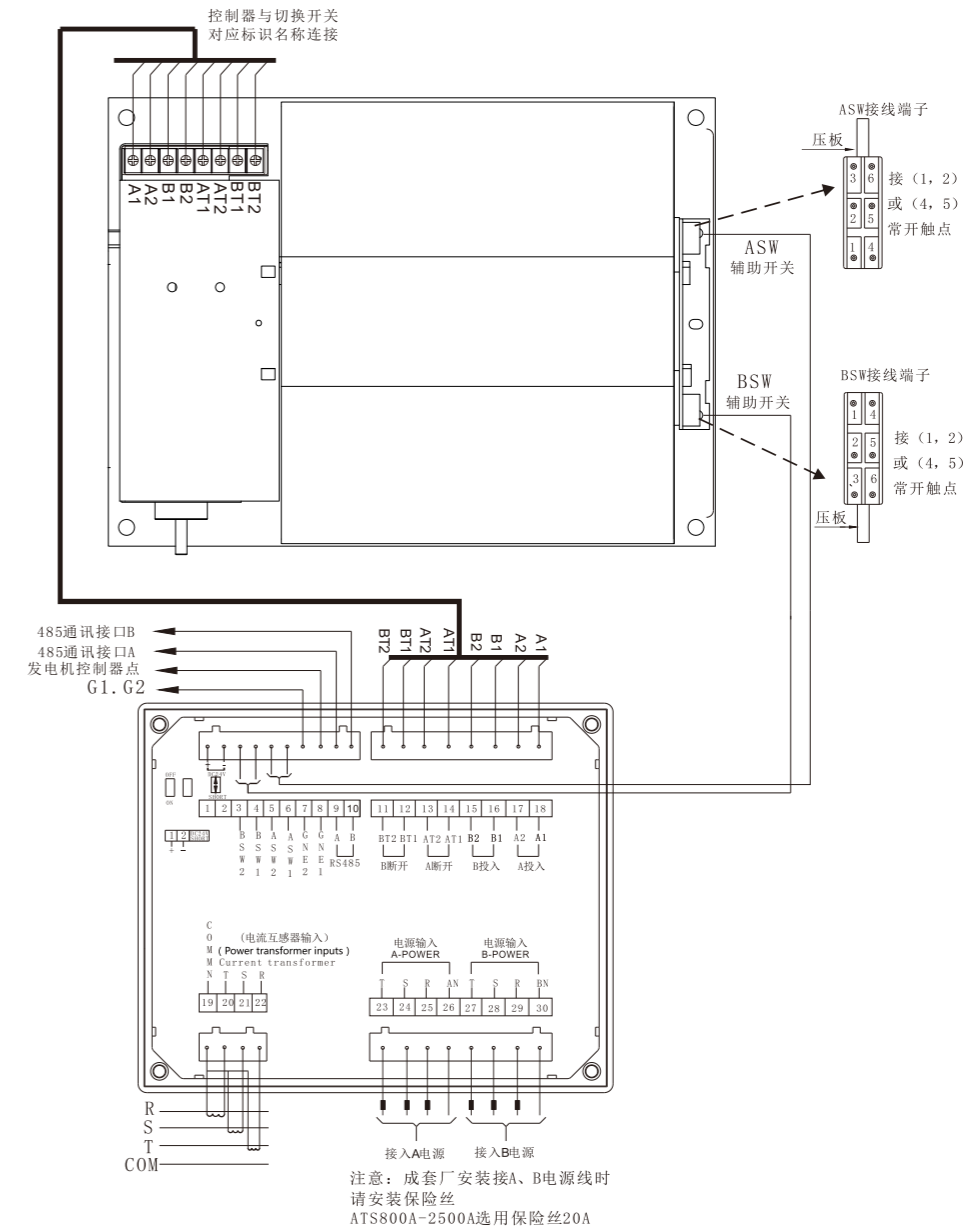 控制器与切换开关
对应标识名称连接
A1 A2 B1 B2 AT1 AT2 BT1 BT2
ASW接线端子
压板
3 6
2 5
1 4
接（1, 2）
或（4, 5）
常开触点
ASW
辅助开关
BSW
辅助开关
BSW接线端子
1 4
2 5
3 6
接（1, 2）
或（4, 5）
常开触点
压板
485通讯接口B
485通讯接口A
发电机控制器点
G1.G2
BT2 BT1 AT2 AT1 B2 B1 A2 A1
OFF
ON
DC24V
SHORT
1 2
+ -
1 2 3 4 5 6 7 8 9 10
BSW2 BSW1 ASW2 ASW1 GNE2 GNE1 A B
RS485
11 12 13 14 15 16 17 18
BT2 BT1 AT2 AT1 B2 B1 A2 A1
B断开 A断开 B投入 A投入
COMMN
（电流互感器输入）
( Power transformer inputs )
Current transformer
T S R
19 20 21 22
电源输入
A-POWER
电源输入
B-POWER
T S R AN T S R BN
23 24 25 26 27 28 29 30
R
S
T
COM
接入A电源
接入B电源
注意：成套厂安装接A、B电源线时
请安装保险丝
ATS800A-2500A选用保险丝20A